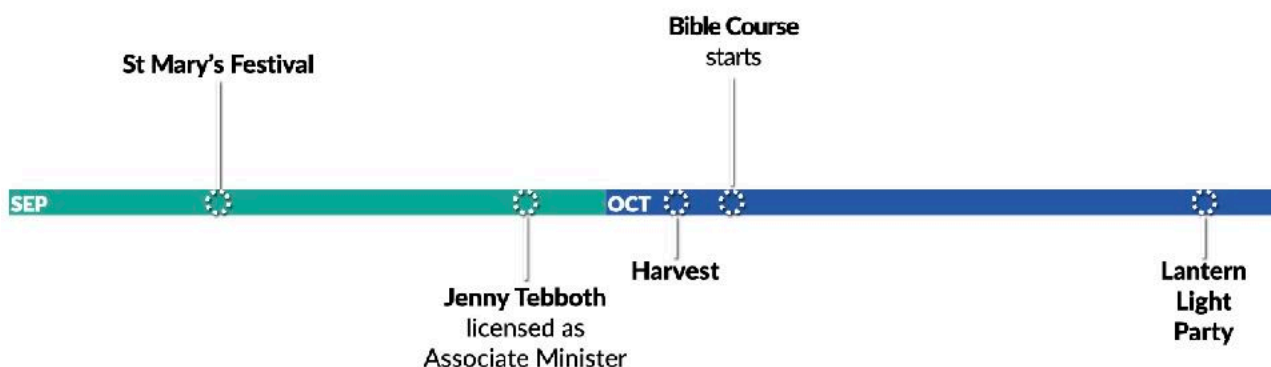 Bible Course
starts
St Mary's Festival
SEP
OCT
Harvest
Jenny Tebboth
licensed as
Associate Minister
Lantern
Light
Party